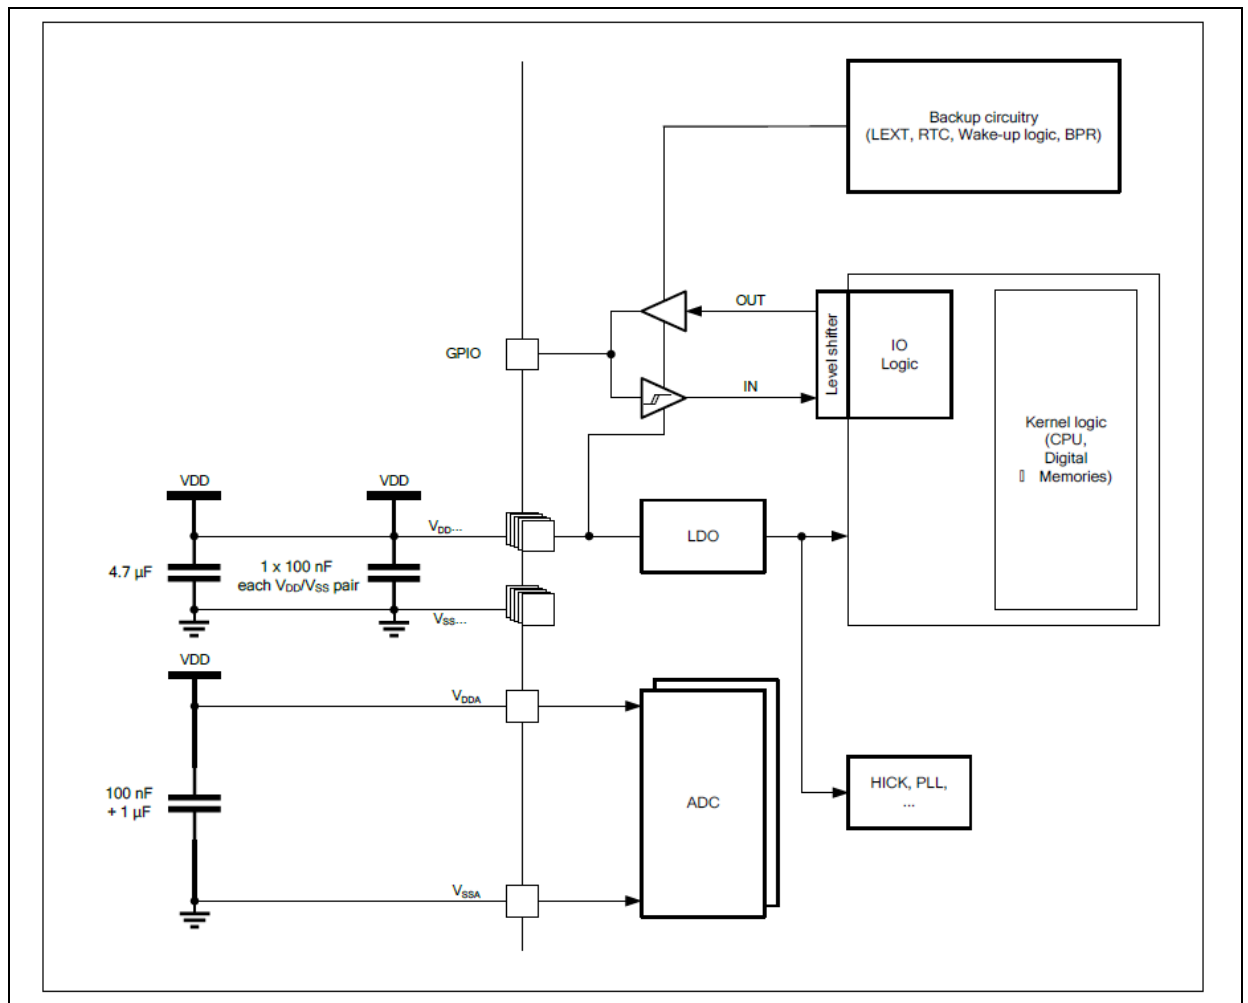 Backup circuitry
(LEXT, RTC, Wake-up logic, BPR)
OUT
GPIO
Level shifter
IO
Logic
IN
Kernel logic
(CPU,
Digital
▯ Memories)
VDD
VDD
VDD...
LDO
4.7 µF
1 x 100 nF
each VDD/VSS pair
VSS...
VDD
VDDA
HICK, PLL,
...
100 nF
+ 1 µF
ADC
VSSA